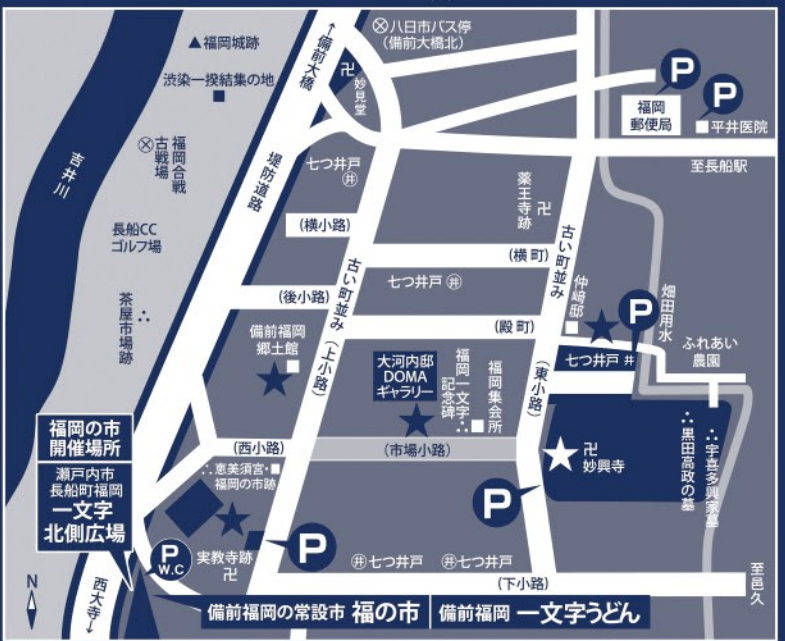 八日市バス停
(備前大橋北)
▲福岡城跡
渋染一揆結集の地
←備前大橋
卍
妙見堂
P
福岡
郵便局
P
平井医院
至長船駅
福岡合戦
古戦場
吉井川
堤防道路
七つ井戸
井
薬王寺跡
卍
長船CC
ゴルフ場
(横小路)
古い町並み
(上小路)
(横町)
古い町並み
(東小路)
七つ井戸 井
仲﨑邸
P
畑田用水
茶屋市場跡
(後小路)
(殿町)
備前福岡
郷土館
大河内邸
DOMA
ギャラリー
福岡一文字
記念碑
福岡集会所
七つ井戸 井
ふれあい
農園
福岡の市
開催場所
瀬戸内市
長船町福岡
一文字
北側広場
(西小路)
(市場小路)
恵美須宮・
福岡の市跡
卍
妙興寺
黒田高政の墓
宇喜多興家墓
P
P
W.C
実教寺跡
卍
P
井 七つ井戸
井 七つ井戸
(下小路)
至邑久
N
西大寺→
備前福岡の常設市 福の市
備前福岡 一文字うどん